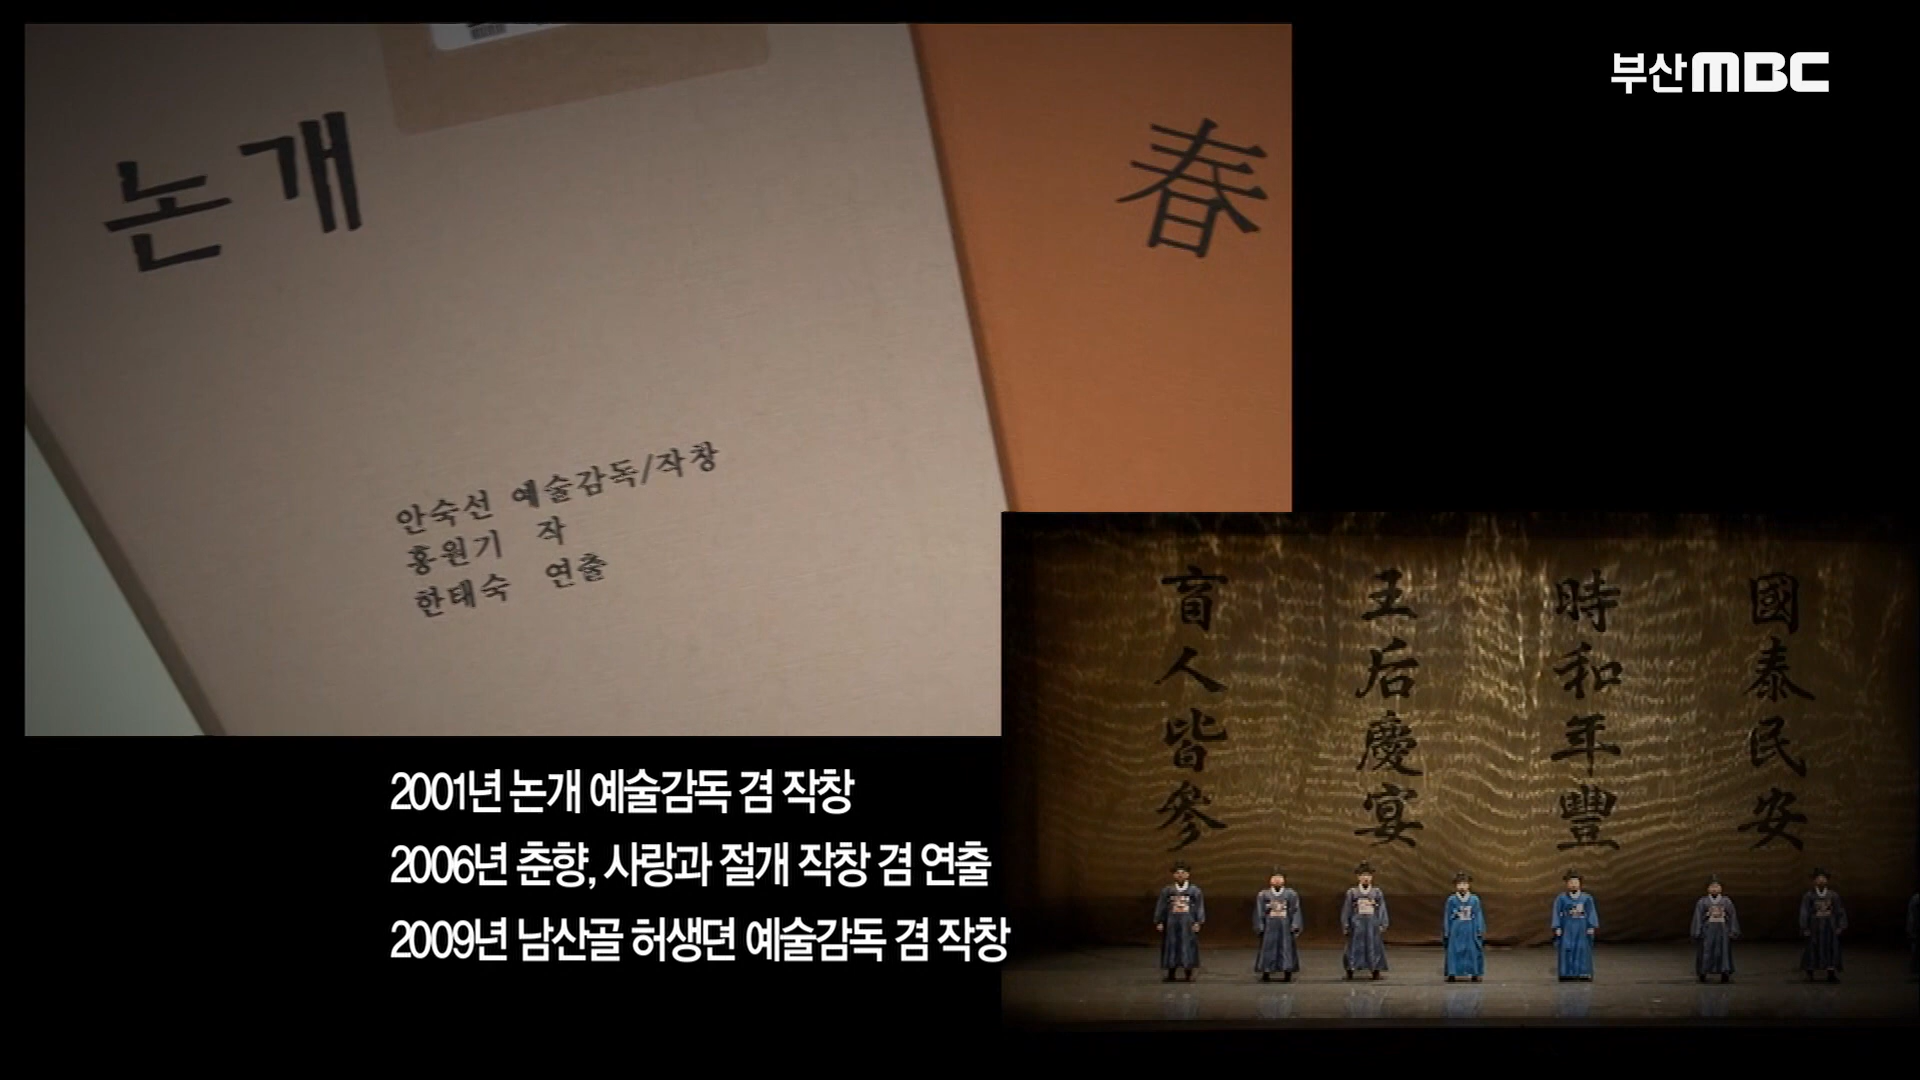 부산MBC
논개
春
안숙선 예술감독/작창
홍원기 작
한태숙 연출
國泰民安
時和年豐
王后慶宴
盲人皆參
2001년 논개 예술감독 겸 작창
2006년 춘향, 사랑과 절개 작창 겸 연출
2009년 남산골 허생뎐 예술감독 겸 작창